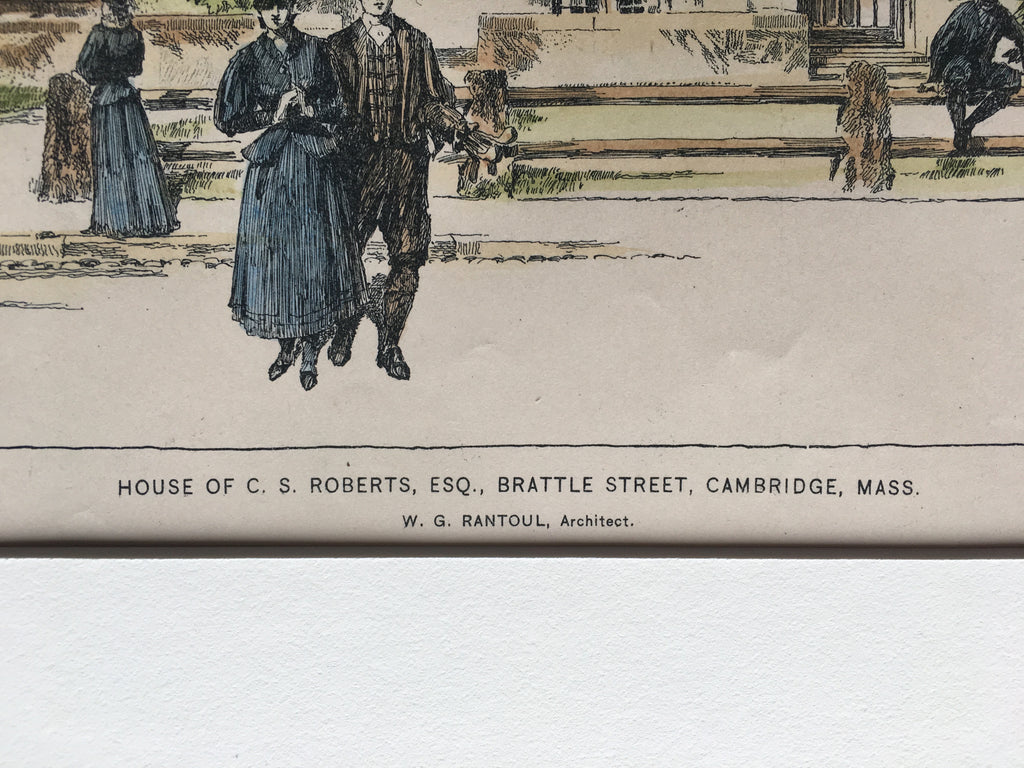 HOUSE OF C. S. ROBERTS, ESQ., BRATTLE STREET, CAMBRIDGE, MASS.
W. G. RANTOUL, Architect.